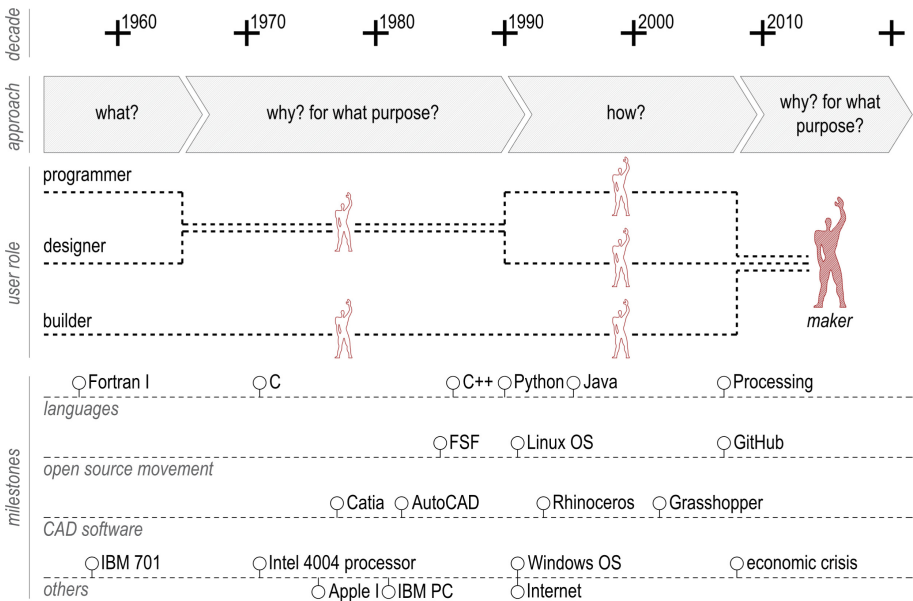 decade
1960 1970 1980 1990 2000 2010
approach
what? why? for what purpose? how? why? for what
purpose?
user role
programmer
designer
builder
maker
milestones
Fortran I C C++ Python Java Processing
languages
FSF Linux OS GitHub
open source movement
Catia AutoCAD Rhinoceros Grasshopper
CAD software
IBM 701 Intel 4004 processor Windows OS economic crisis
others
Apple I IBM PC Internet